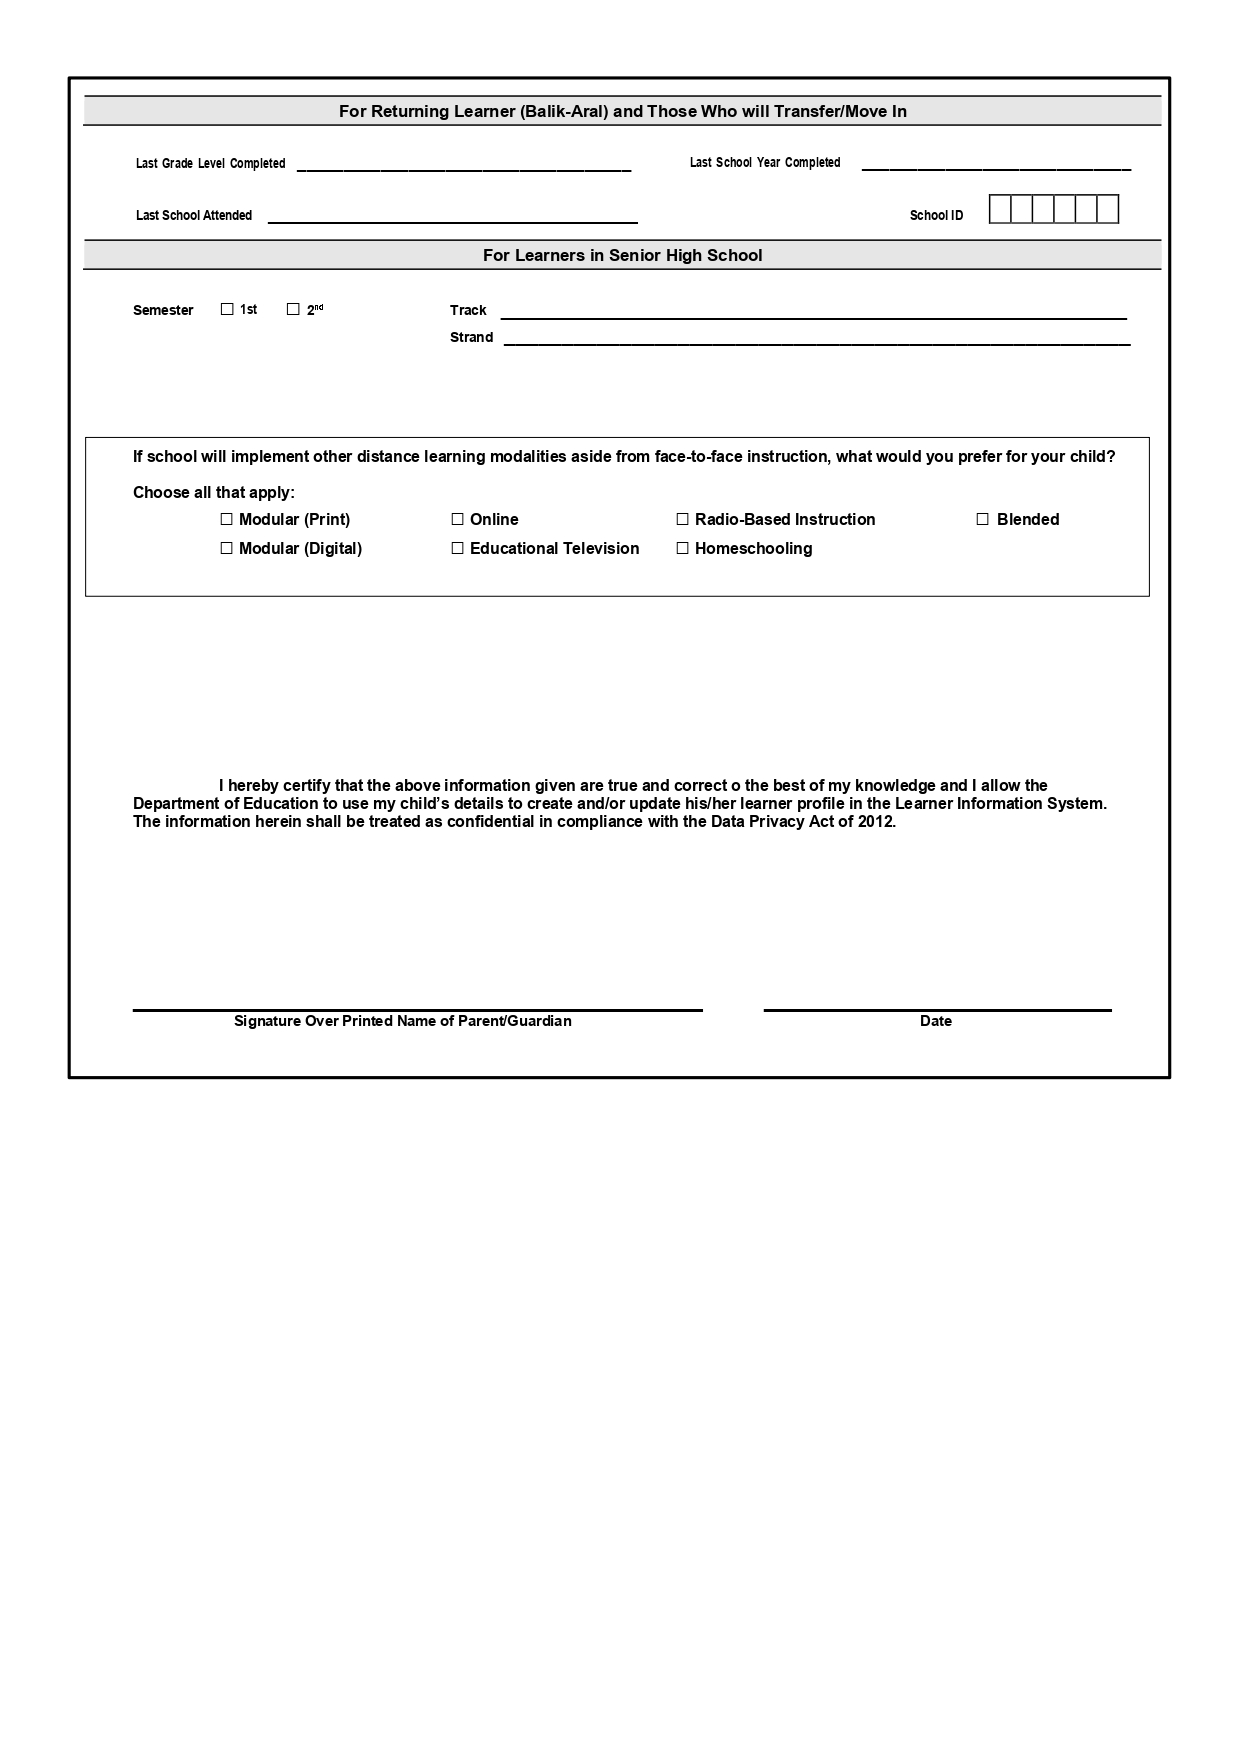 For Returning Learner (Balik-Aral) and Those Who will Transfer/Move In
Last Grade Level Completed
Last School Year Completed
Last School Attended
School ID
For Learners in Senior High School
Semester ☐ 1st ☐ 2nd
Track
Strand
If school will implement other distance learning modalities aside from face-to-face instruction, what would you prefer for your child?
Choose all that apply:
☐ Modular (Print) ☐ Online ☐ Radio-Based Instruction ☐ Blended
☐ Modular (Digital) ☐ Educational Television ☐ Homeschooling
I hereby certify that the above information given are true and correct o the best of my knowledge and I allow the
Department of Education to use my child’s details to create and/or update his/her learner profile in the Learner Information System.
The information herein shall be treated as confidential in compliance with the Data Privacy Act of 2012.
Signature Over Printed Name of Parent/Guardian
Date